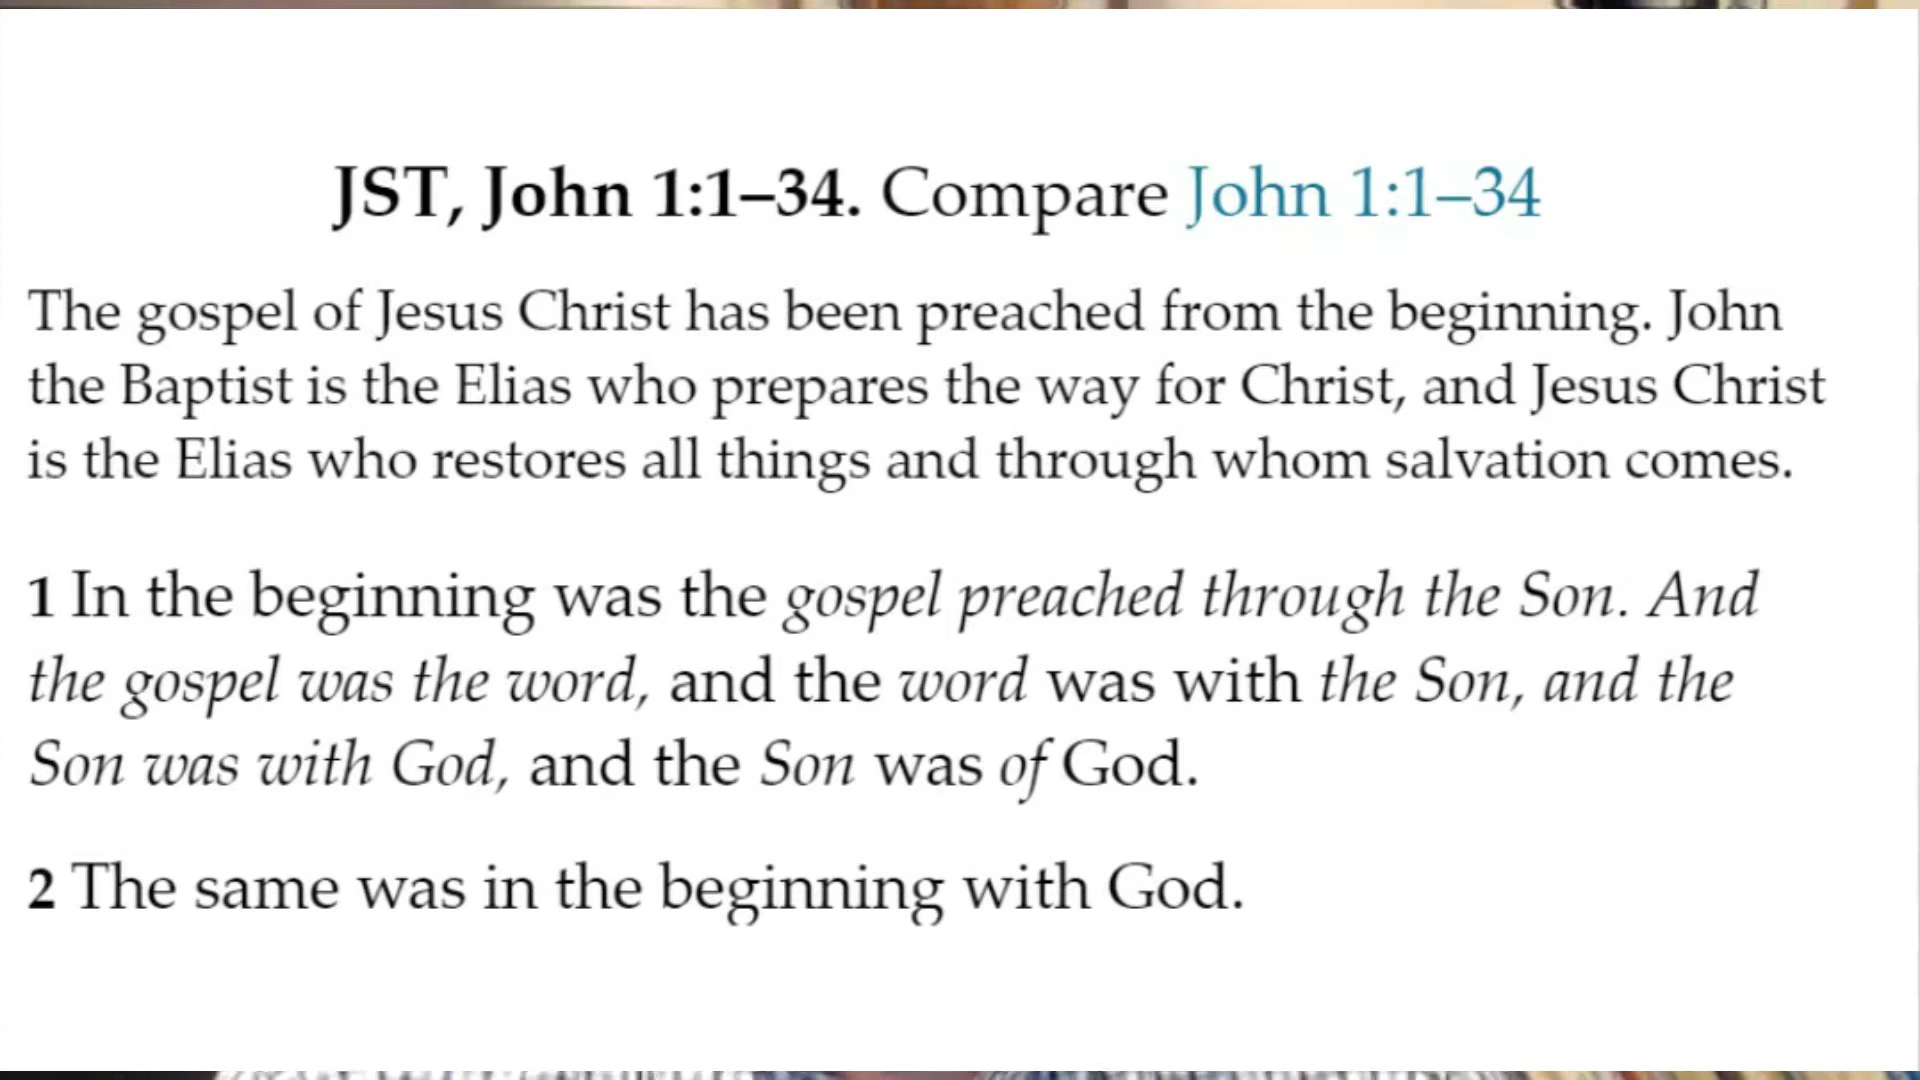 JST, John 1:1–34. Compare John 1:1–34
The gospel of Jesus Christ has been preached from the beginning. John
the Baptist is the Elias who prepares the way for Christ, and Jesus Christ
is the Elias who restores all things and through whom salvation comes.
1 In the beginning was the gospel preached through the Son. And
the gospel was the word, and the word was with the Son, and the
Son was with God, and the Son was of God.
2 The same was in the beginning with God.